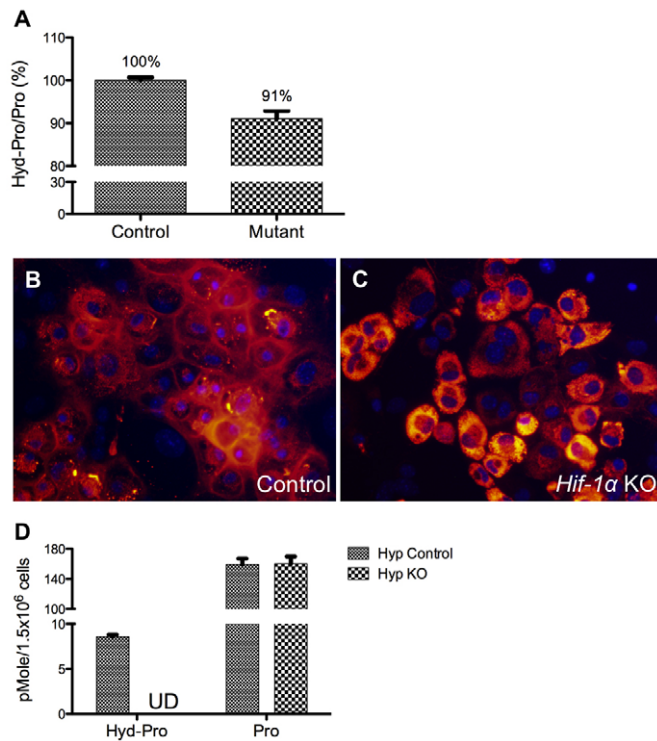 A
Hyd-Pro/Pro (%)
110
100
90
80
30
0
100%
91%
Control
Mutant
B
Control
C
Hif-1α KO
D
pMole/1.5x10⁶ cells
180
140
100
10
5
0
UD
Hyd-Pro
Pro
Hyp Control
Hyp KO